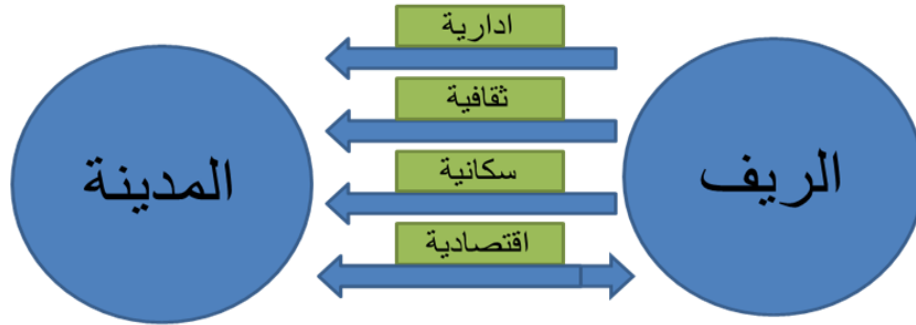 ادارية
ثقافية
سكانية
اقتصادية
الريف
المدينة